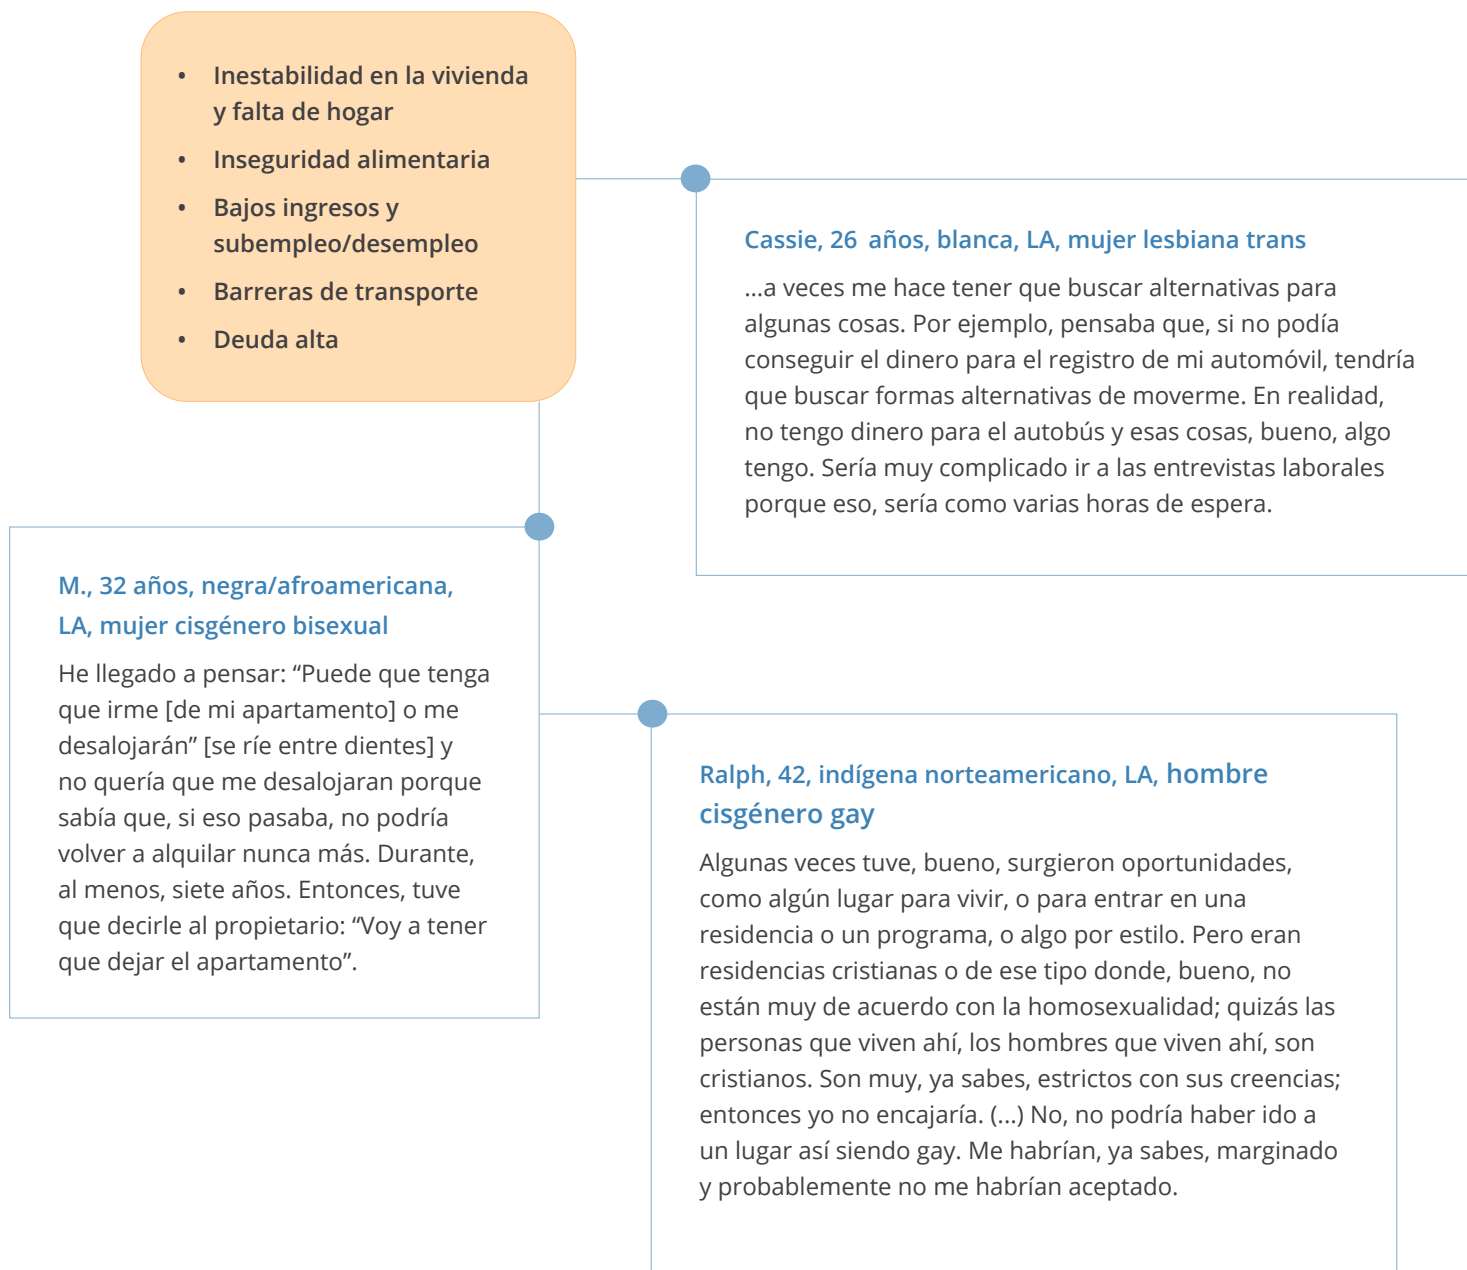 • Inestabilidad en la vivienda
y falta de hogar
• Inseguridad alimentaria
• Bajos ingresos y
subempleo/desempleo
• Barreras de transporte
• Deuda alta
Cassie, 26 años, blanca, LA, mujer lesbiana trans
...a veces me hace tener que buscar alternativas para
algunas cosas. Por ejemplo, pensaba que, si no podía
conseguir el dinero para el registro de mi automóvil, tendría
que buscar formas alternativas de moverme. En realidad,
no tengo dinero para el autobús y esas cosas, bueno, algo
tengo. Sería muy complicado ir a las entrevistas laborales
porque eso, sería como varias horas de espera.
M., 32 años, negra/afroamericana,
LA, mujer cisgénero bisexual
He llegado a pensar: “Puede que tenga
que irme [de mi apartamento] o me
desalojarán” [se ríe entre dientes] y
no quería que me desalojaran porque
sabía que, si eso pasaba, no podría
volver a alquilar nunca más. Durante,
al menos, siete años. Entonces, tuve
que decirle al propietario: “Voy a tener
que dejar el apartamento”.
Ralph, 42, indígena norteamericano, LA, hombre
cisgénero gay
Algunas veces tuve, bueno, surgieron oportunidades,
como algún lugar para vivir, o para entrar en una
residencia o un programa, o algo por estilo. Pero eran
residencias cristianas o de ese tipo donde, bueno, no
están muy de acuerdo con la homosexualidad; quizás las
personas que viven ahí, los hombres que viven ahí, son
cristianos. Son muy, ya sabes, estrictos con sus creencias;
entonces yo no encajaría. (...) No, no podría haber ido a
un lugar así siendo gay. Me habrían, ya sabes, marginado
y probablemente no me habrían aceptado.